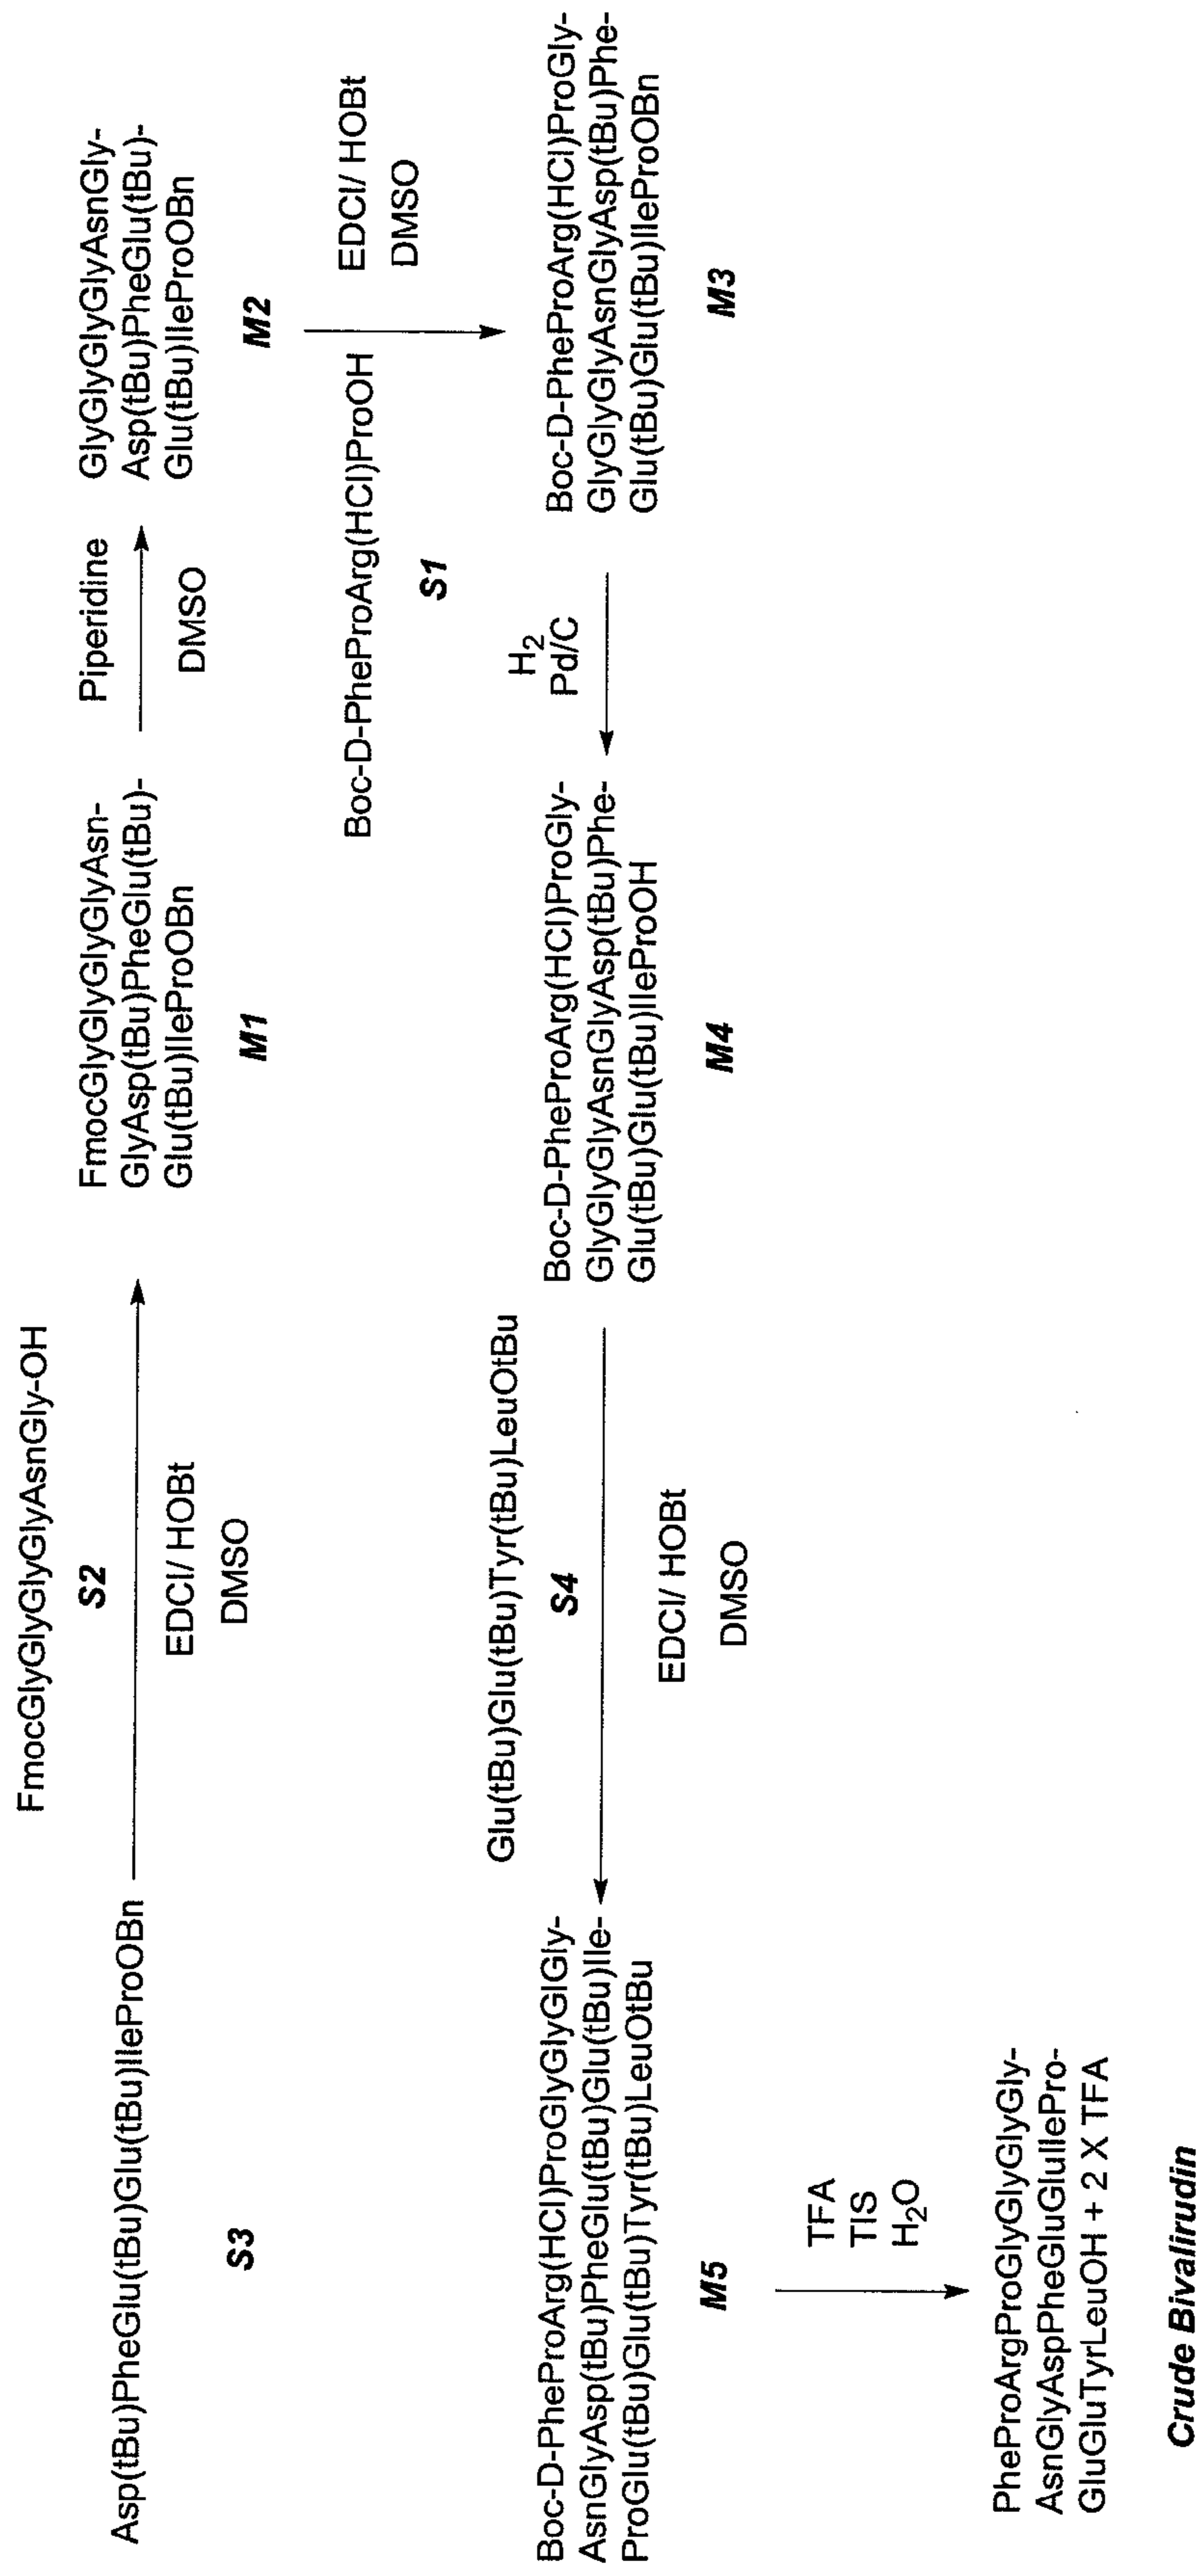 FmocGlyGlyGlyGlyAsnGly-OH
S2
Asp(tBu)PheGlu(tBu)Glu(tBu)IleProOBn
S3
EDCI/ HOBt
DMSO
FmocGlyGlyGlyGlyAsn-
GlyAsp(tBu)PheGlu(tBu)-
Glu(tBu)IleProOBn
M1
Piperidine
DMSO
GlyGlyGlyGlyAsnGly-
Asp(tBu)PheGlu(tBu)-
Glu(tBu)IleProOBn
M2
Boc-D-PheProArg(HCl)ProOH
S1
EDCI/ HOBt
DMSO
Boc-D-PheProArg(HCl)ProGly-
GlyGlyGlyAsnGlyAsp(tBu)Phe-
Glu(tBu)Glu(tBu)IleProOBn
M3
H2
Pd/C
Boc-D-PheProArg(HCl)ProGly-
GlyGlyGlyAsnGlyAsp(tBu)Phe-
Glu(tBu)Glu(tBu)IleProOH
M4
Glu(tBu)Glu(tBu)Tyr(tBu)LeuOtBu
S4
EDCI/ HOBt
DMSO
Boc-D-PheProArg(HCl)ProGlyGlyGlGly-
AsnGlyAsp(tBu)PheGlu(tBu)Glu(tBu)Ile-
ProGlu(tBu)Glu(tBu)Tyr(tBu)LeuOtBu
M5
TFA
TIS
H2O
PheProArgProGlyGlyGlyGly-
AsnGlyAspPheGluGluIlePro-
GluGluTyrLeuOH + 2 X TFA
Crude Bivalirudin